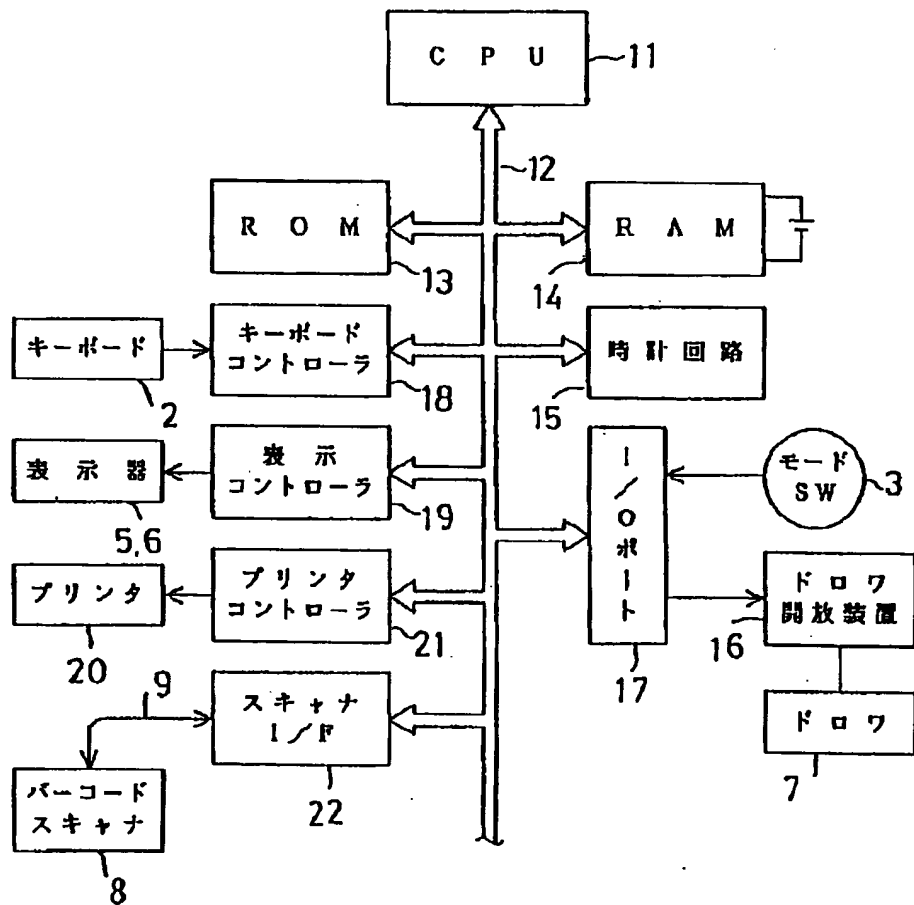 CPU
11
12
ROM
13
RAM
14
キーボード
2
キーボード
コントローラ
18
時計回路
15
表示器
5,6
表示
コントローラ
19
I/Oポート
17
モード
SW
3
プリンタ
20
プリンタ
コントローラ
21
ドロワ
開放装置
16
9
スキャナ
I/F
22
ドロワ
7
バーコード
スキャナ
8